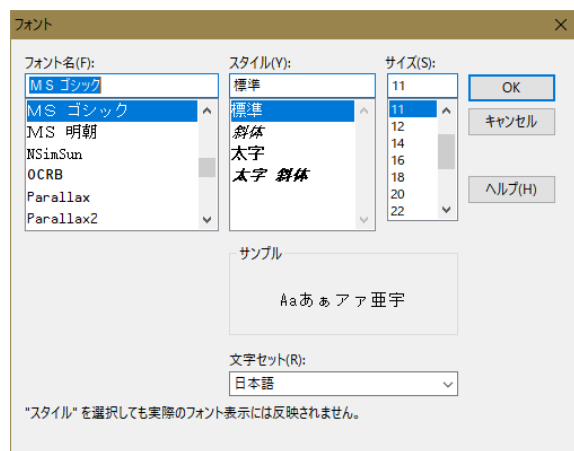 フォント
フォント名(F):
ＭＳ ゴシック
ＭＳ ゴシック
ＭＳ 明朝
NSimSun
OCRB
Parallax
Parallax2
スタイル(Y):
標準
標準
斜体
太字
太字 斜体
サイズ(S):
11
11
12
14
16
18
20
22
OK
キャンセル
ヘルプ(H)
サンプル
Aaあぁアァ亜宇
文字セット(R):
日本語
"スタイル" を選択しても実際のフォント表示には反映されません。